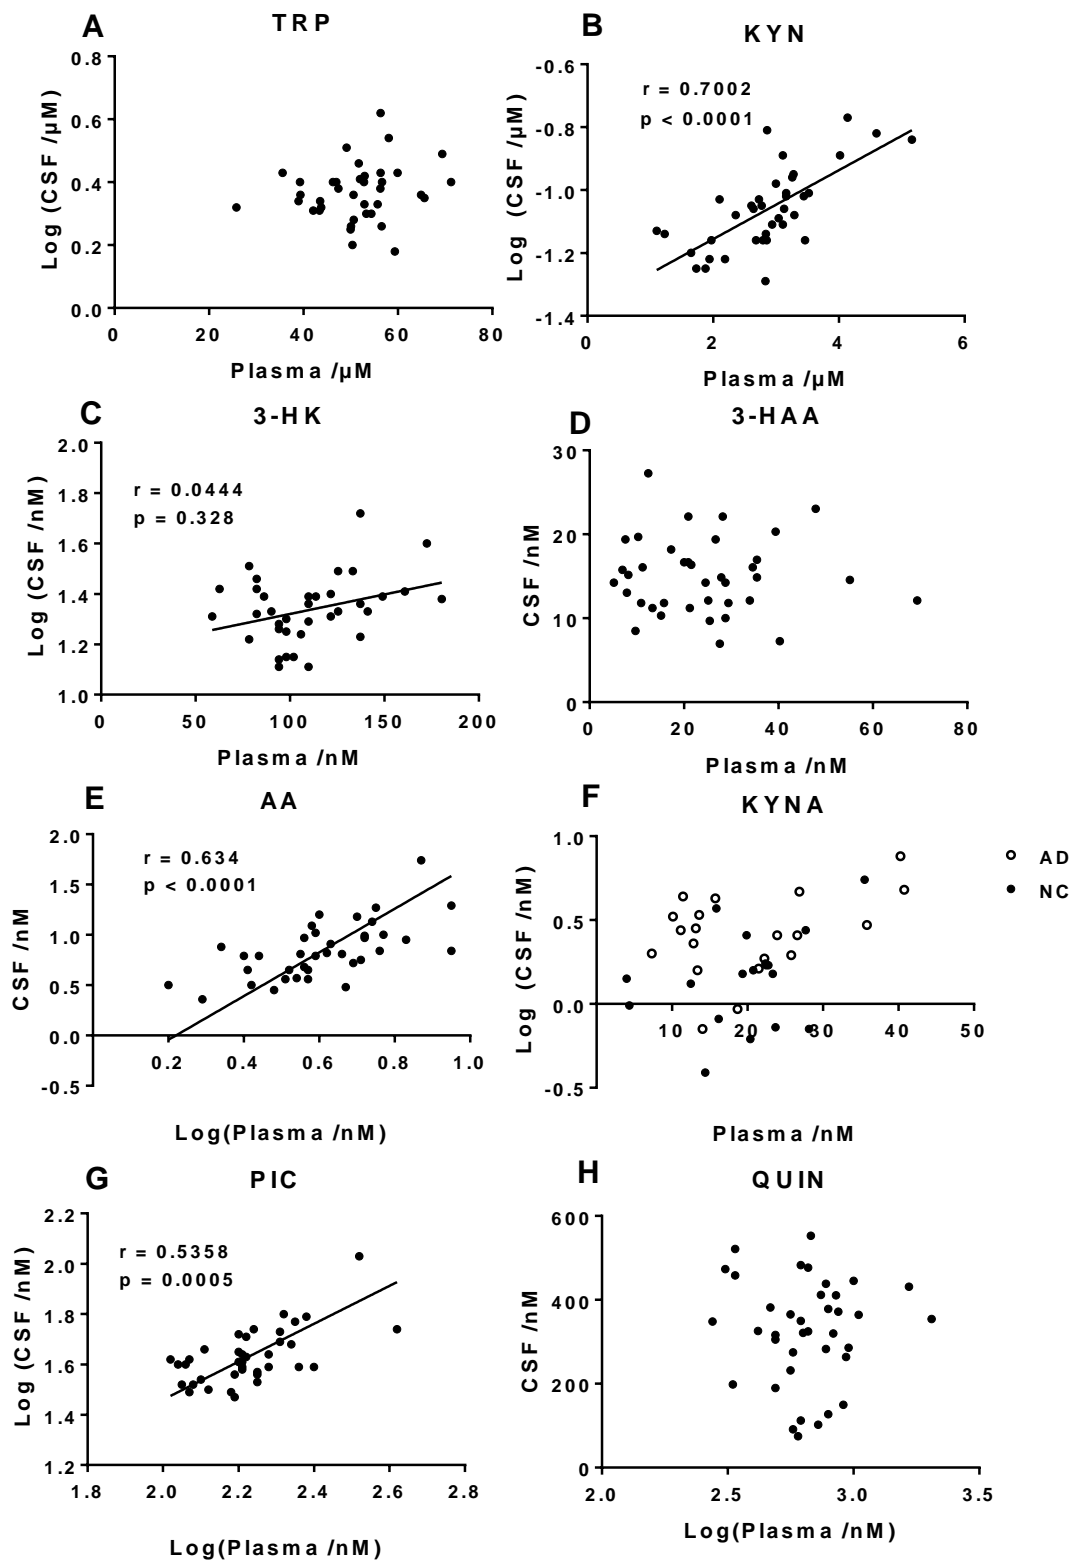 A
TRP
0.8
0.6
0.4
0.2
0.0
Log (CSF /µM)
0 20 40 60 80
Plasma /µM
B
KYN
r = 0.7002
p < 0.0001
-0.6
-0.8
-1.0
-1.2
-1.4
Log (CSF /µM)
0 2 4 6
Plasma /µM
C
3-HK
r = 0.0444
p = 0.328
2.0
1.8
1.6
1.4
1.2
1.0
Log (CSF /nM)
0 50 100 150 200
Plasma /nM
D
3-HAA
30
20
10
0
CSF /nM
0 20 40 60 80
Plasma /nM
E
AA
r = 0.634
p < 0.0001
2.0
1.5
1.0
0.5
0.0
-0.5
CSF /nM
0.2 0.4 0.6 0.8 1.0
Log(Plasma /nM)
F
KYNA
AD
NC
1.0
0.5
0.0
-0.5
Log (CSF /nM)
10 20 30 40 50
Plasma /nM
G
PIC
r = 0.5358
p = 0.0005
2.2
2.0
1.8
1.6
1.4
1.2
Log (CSF /nM)
1.8 2.0 2.2 2.4 2.6 2.8
Log(Plasma /nM)
H
QUIN
600
400
200
0
CSF /nM
2.0 2.5 3.0 3.5
Log(Plasma /nM)